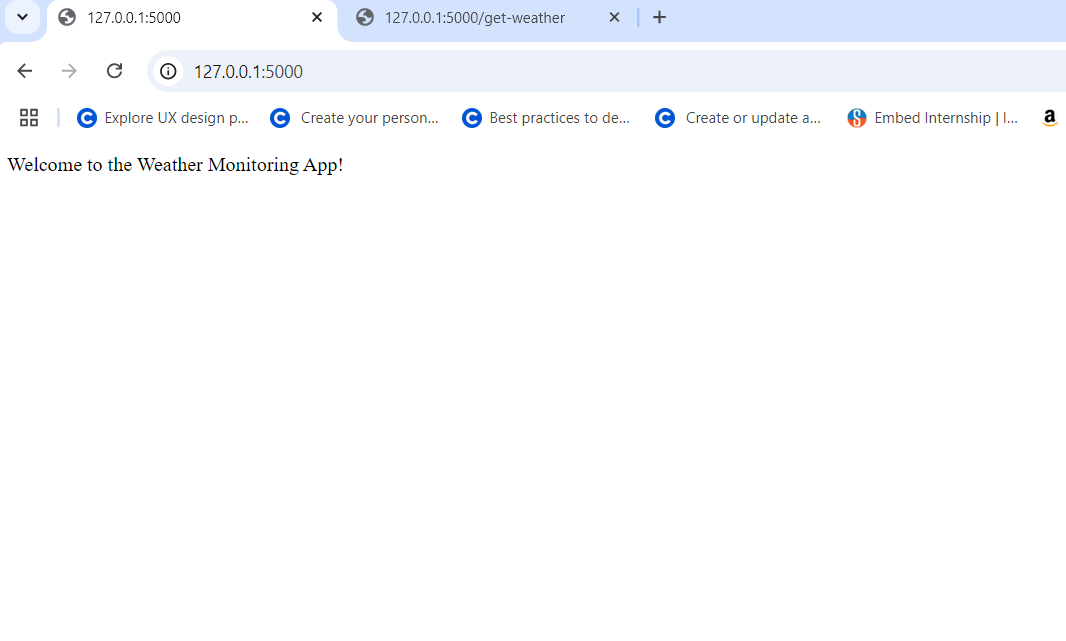 127.0.0.1:5000 127.0.0.1:5000/get-weather
127.0.0.1:5000
Explore UX design p... Create your person... Best practices to de... Create or update a... Embed Internship | I...
Welcome to the Weather Monitoring App!